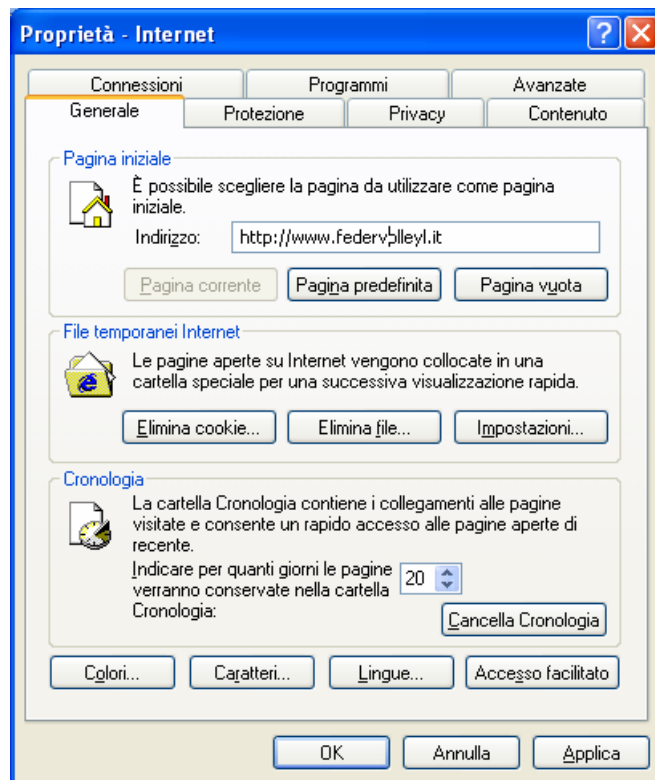 Proprietà - Internet
Connessioni Programmi Avanzate
Generale Protezione Privacy Contenuto
Pagina iniziale
È possibile scegliere la pagina da utilizzare come pagina
iniziale.
Indirizzo: http://www.federvolleyl.it
Pagina corrente Pagina predefinita Pagina vuota
File temporanei Internet
Le pagine aperte su Internet vengono collocate in una
cartella speciale per una successiva visualizzazione rapida.
Elimina cookie... Elimina file... Impostazioni...
Cronologia
La cartella Cronologia contiene i collegamenti alle pagine
visitate e consente un rapido accesso alle pagine aperte di
recente.
Indicare per quanti giorni le pagine 20
verranno conservate nella cartella
Cronologia:
Cancella Cronologia
Colori... Caratteri... Lingue... Accesso facilitato
OK Annulla Applica